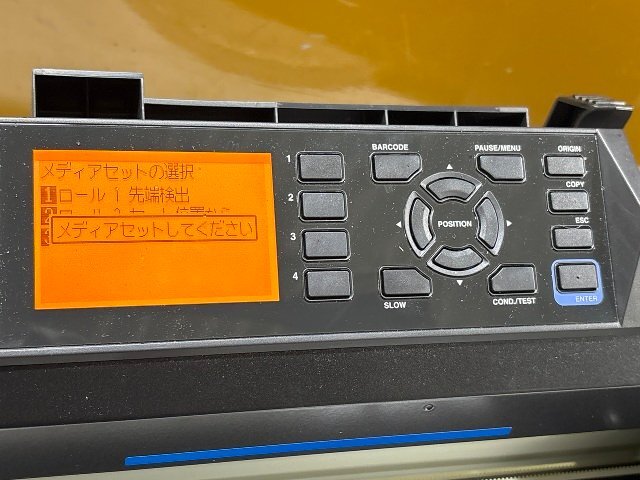 メディアセットの選択
1 ロール 1 先端検出
2
メディアセットしてください
3
1
2
3
4
BARCODE
PAUSE/MENU
ORIGIN
COPY
ESC
POSITION
SLOW
COND./TEST
ENTER